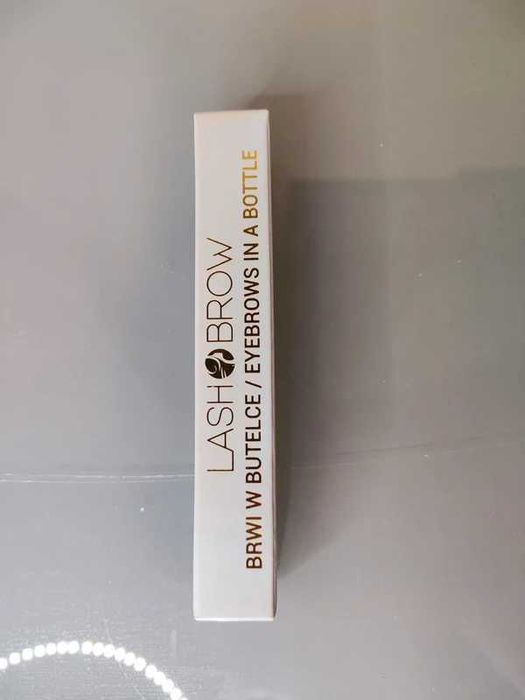 LASH BROW
BRWI W BUTELCE / EYEBROWS IN A BOTTLE